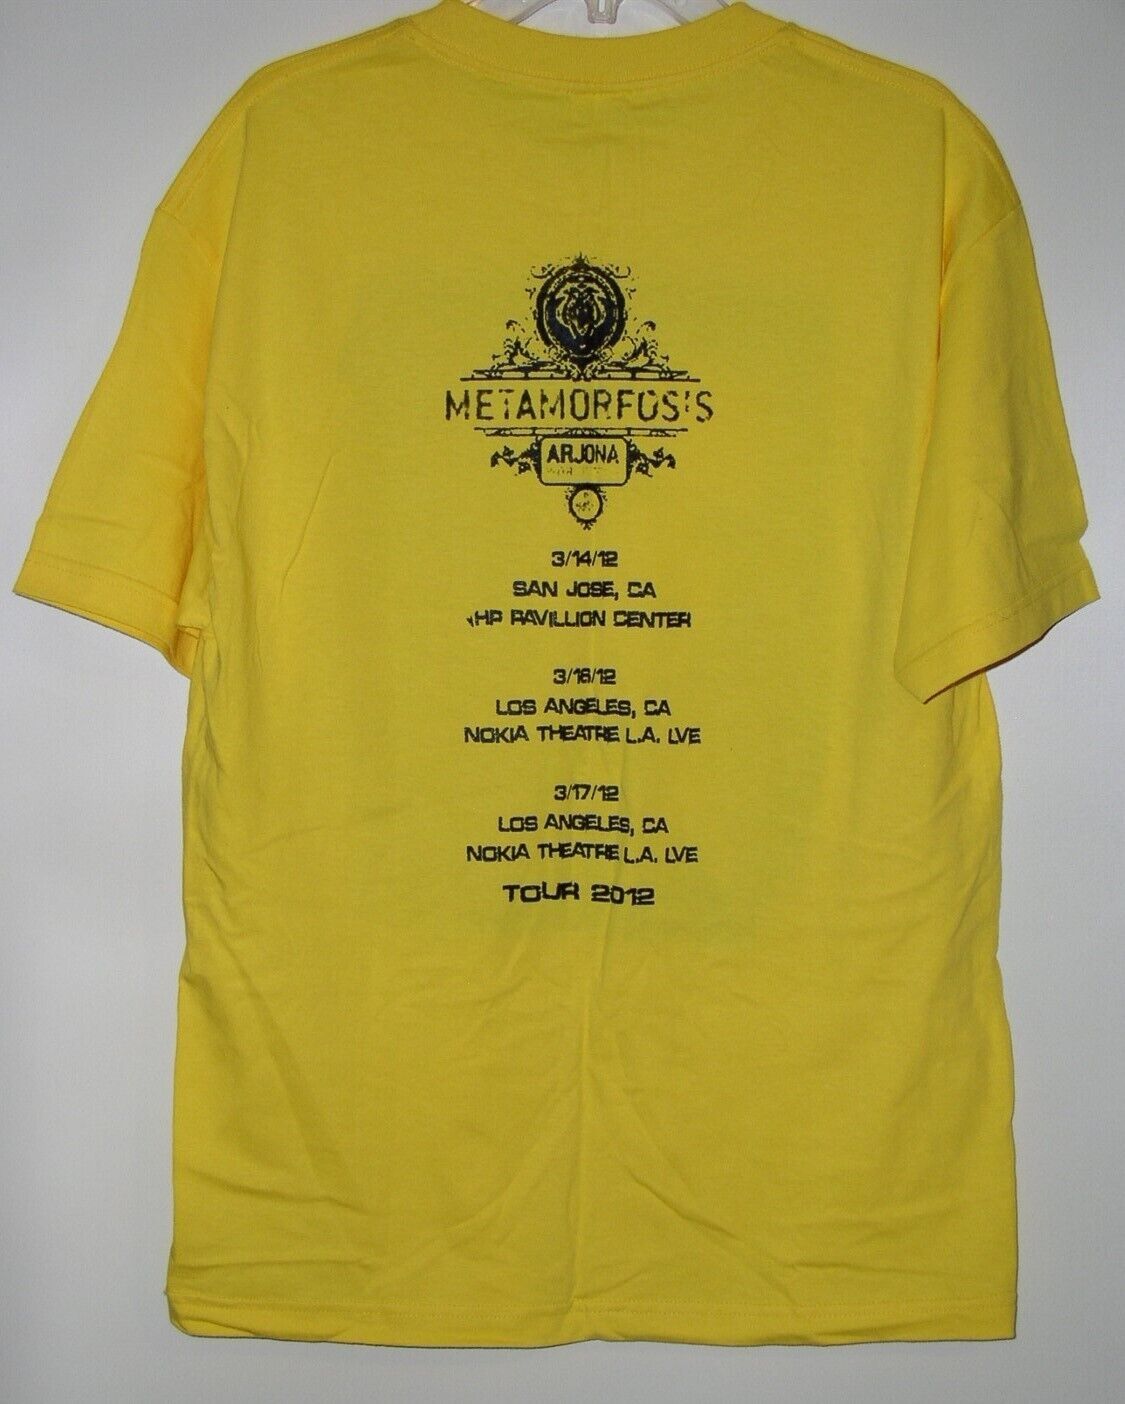 METAMORFOSIS
ARJONA
3/14/12
SAN JOSE, CA
HP PAVILLION CENTER
3/16/12
LOS ANGELES, CA
NOKIA THEATRE L.A. LVE
3/17/12
LOS ANGELES, CA
NOKIA THEATRE L.A. LVE
TOUR 2012